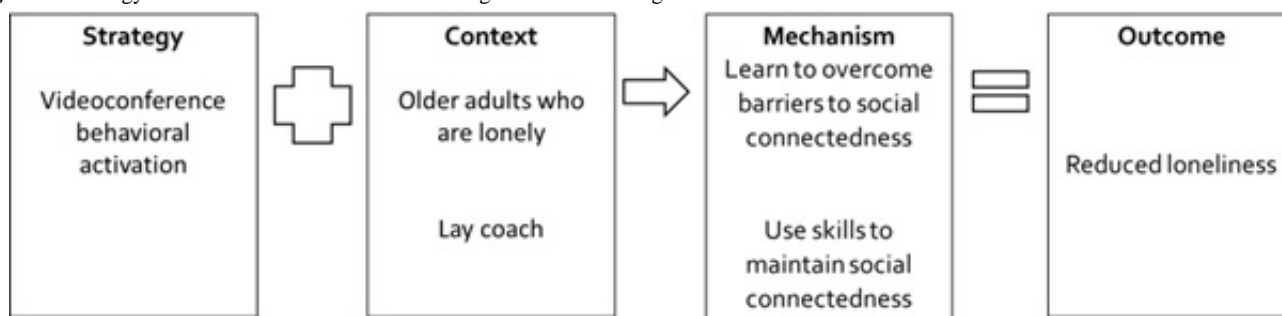 Strategy
Videoconference
behavioral
activation
Context
Older adults who
are lonely
Lay coach
Mechanism
Learn to overcome
barriers to social
connectedness
Use skills to
maintain social
connectedness
Outcome
Reduced loneliness